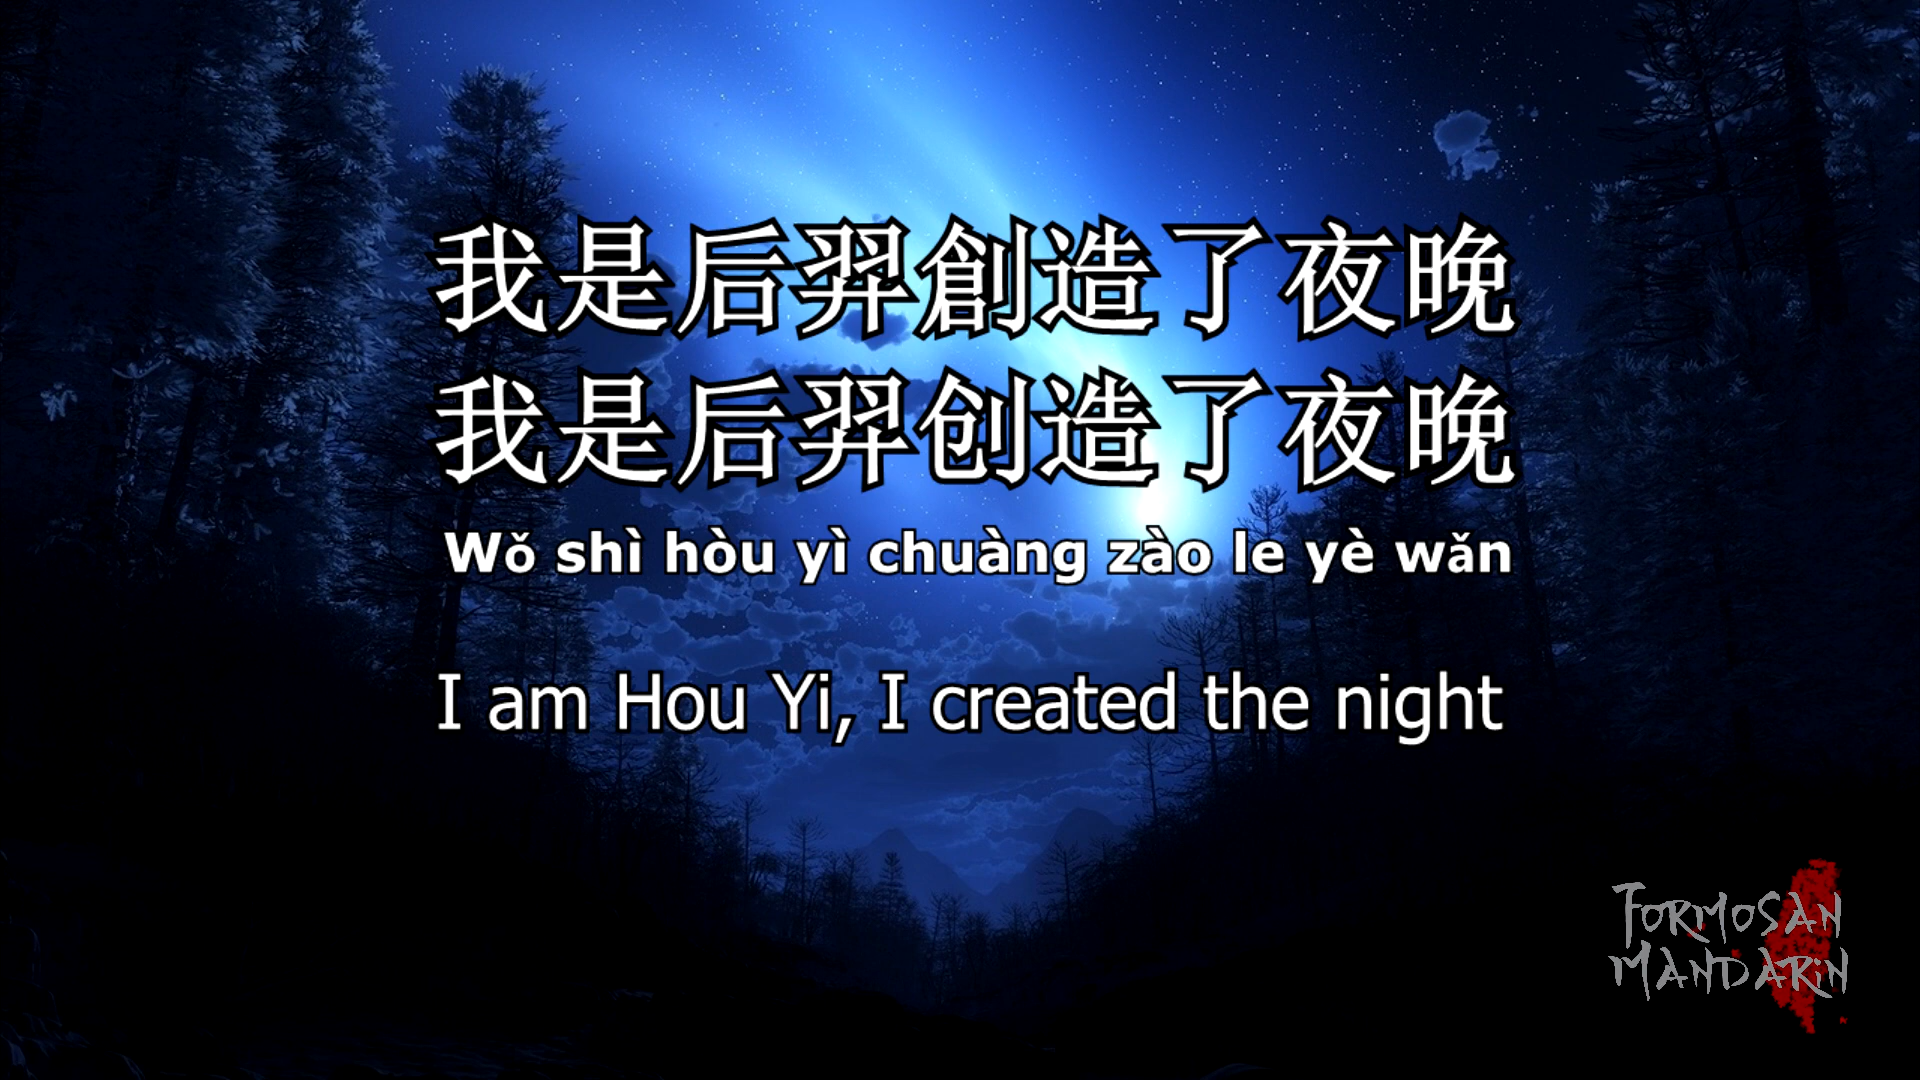 我是后羿創造了夜晚
我是后羿创造了夜晚
Wǒ shì hòu yì chuàng zào le yè wǎn
I am Hou Yi, I created the night
FORMOSAN
MANDARiN